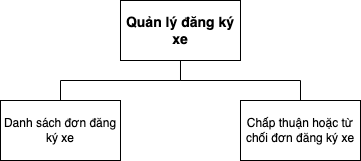 Quản lý đăng ký
xe
Danh sách đơn đăng
ký xe
Chấp thuận hoặc từ
chối đơn đăng ký xe